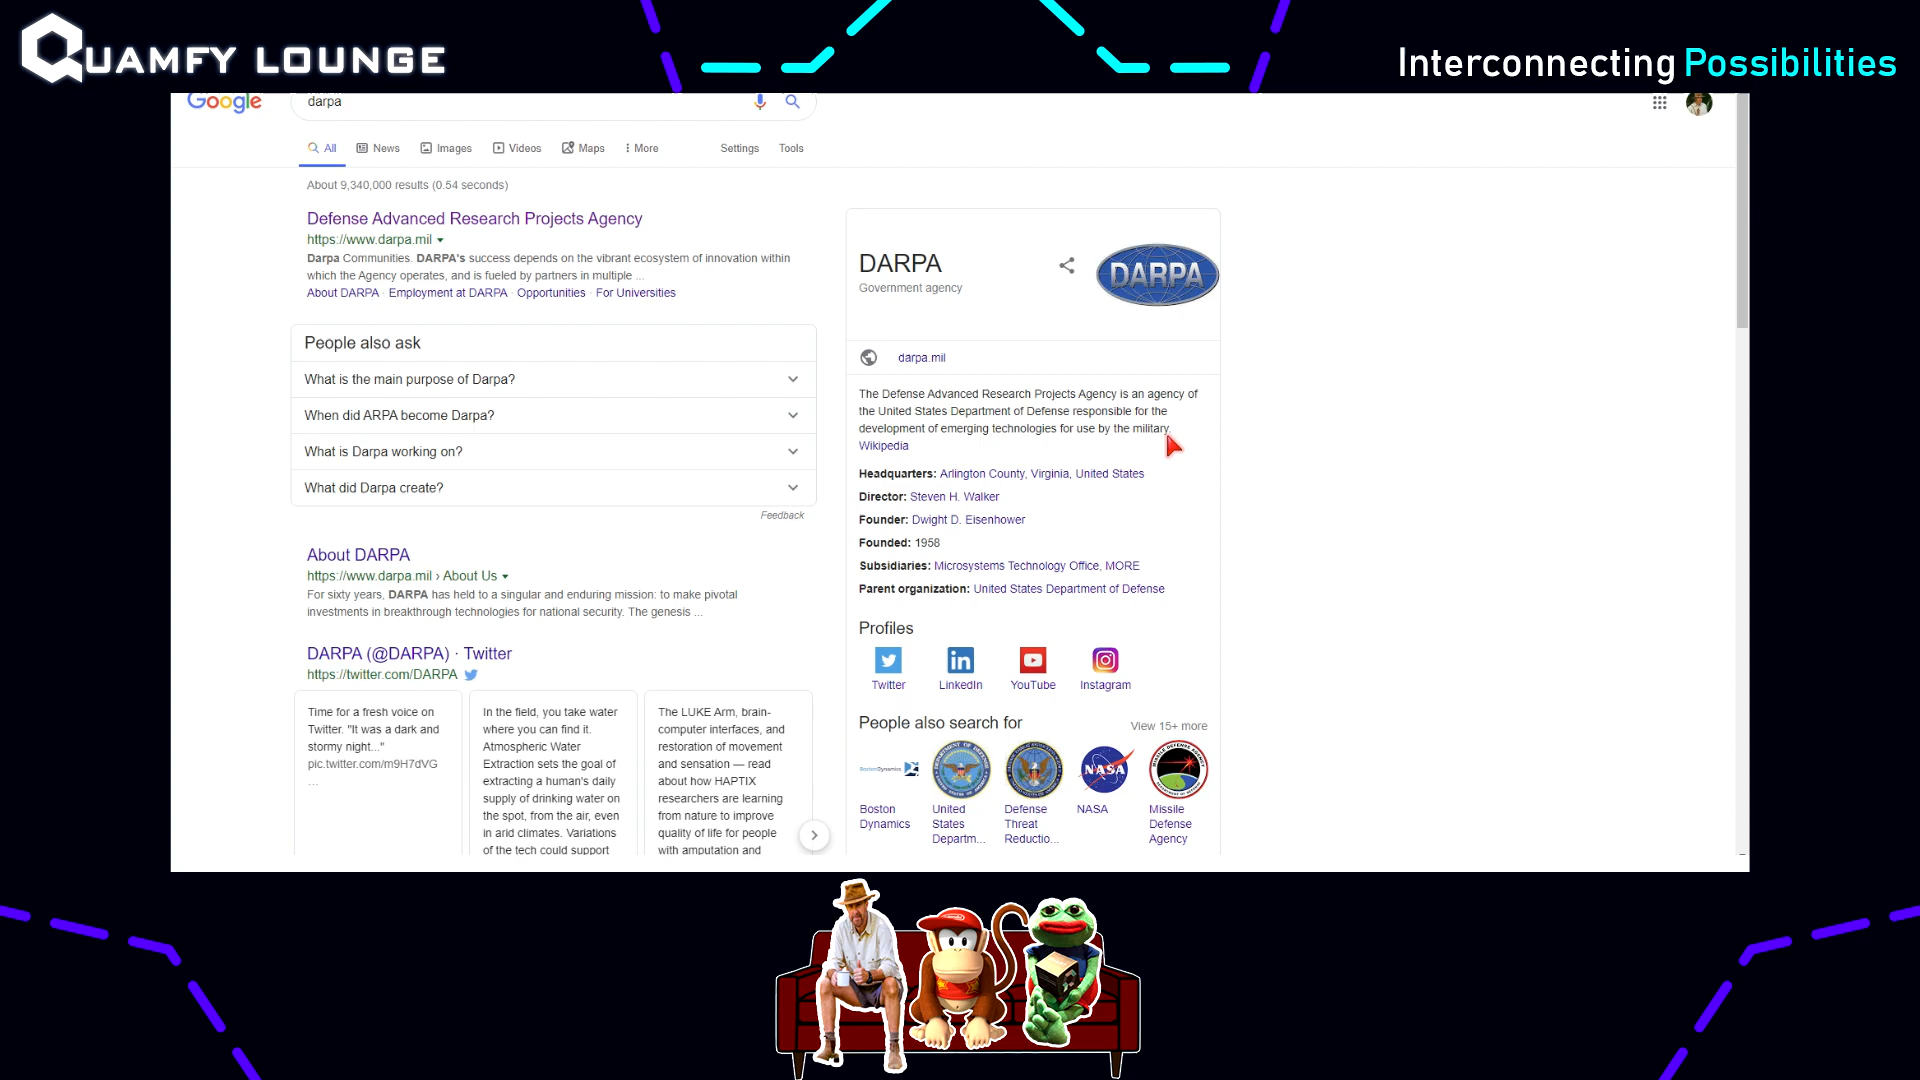 QUAMFY LOUNGE
Interconnecting Possibilities
Google
darpa
All
News
Images
Videos
Maps
More
Settings
Tools
About 9,340,000 results (0.54 seconds)
Defense Advanced Research Projects Agency
https://www.darpa.mil
Darpa Communities. DARPA's success depends on the vibrant ecosystem of innovation within
which the Agency operates, and is fueled by partners in multiple ...
About DARPA · Employment at DARPA · Opportunities · For Universities
People also ask
What is the main purpose of Darpa?
When did ARPA become Darpa?
What is Darpa working on?
What did Darpa create?
Feedback
About DARPA
https://www.darpa.mil › About Us
For sixty years, DARPA has held to a singular and enduring mission: to make pivotal
investments in breakthrough technologies for national security. The genesis ...
DARPA (@DARPA) · Twitter
https://twitter.com/DARPA
Time for a fresh voice on
Twitter. "It was a dark and
stormy night..."
pic.twitter.com/m9H7dVG
...
In the field, you take water
where you can find it.
Atmospheric Water
Extraction sets the goal of
extracting a human's daily
supply of drinking water on
the spot, from the air, even
in arid climates. Variations
of the tech could support
The LUKE Arm, brain-
computer interfaces, and
restoration of movement
and sensation — read
about how HAPTIX
researchers are learning
from nature to improve
quality of life for people
with amputation and
DARPA
Government agency
DARPA
darpa.mil
The Defense Advanced Research Projects Agency is an agency of
the United States Department of Defense responsible for the
development of emerging technologies for use by the military.
Wikipedia
Headquarters: Arlington County, Virginia, United States
Director: Steven H. Walker
Founder: Dwight D. Eisenhower
Founded: 1958
Subsidiaries: Microsystems Technology Office, MORE
Parent organization: United States Department of Defense
Profiles
Twitter
LinkedIn
YouTube
Instagram
People also search for
View 15+ more
BostonDynamics
NASA
Boston
Dynamics
United
States
Departm...
Defense
Threat
Reductio...
NASA
Missile
Defense
Agency